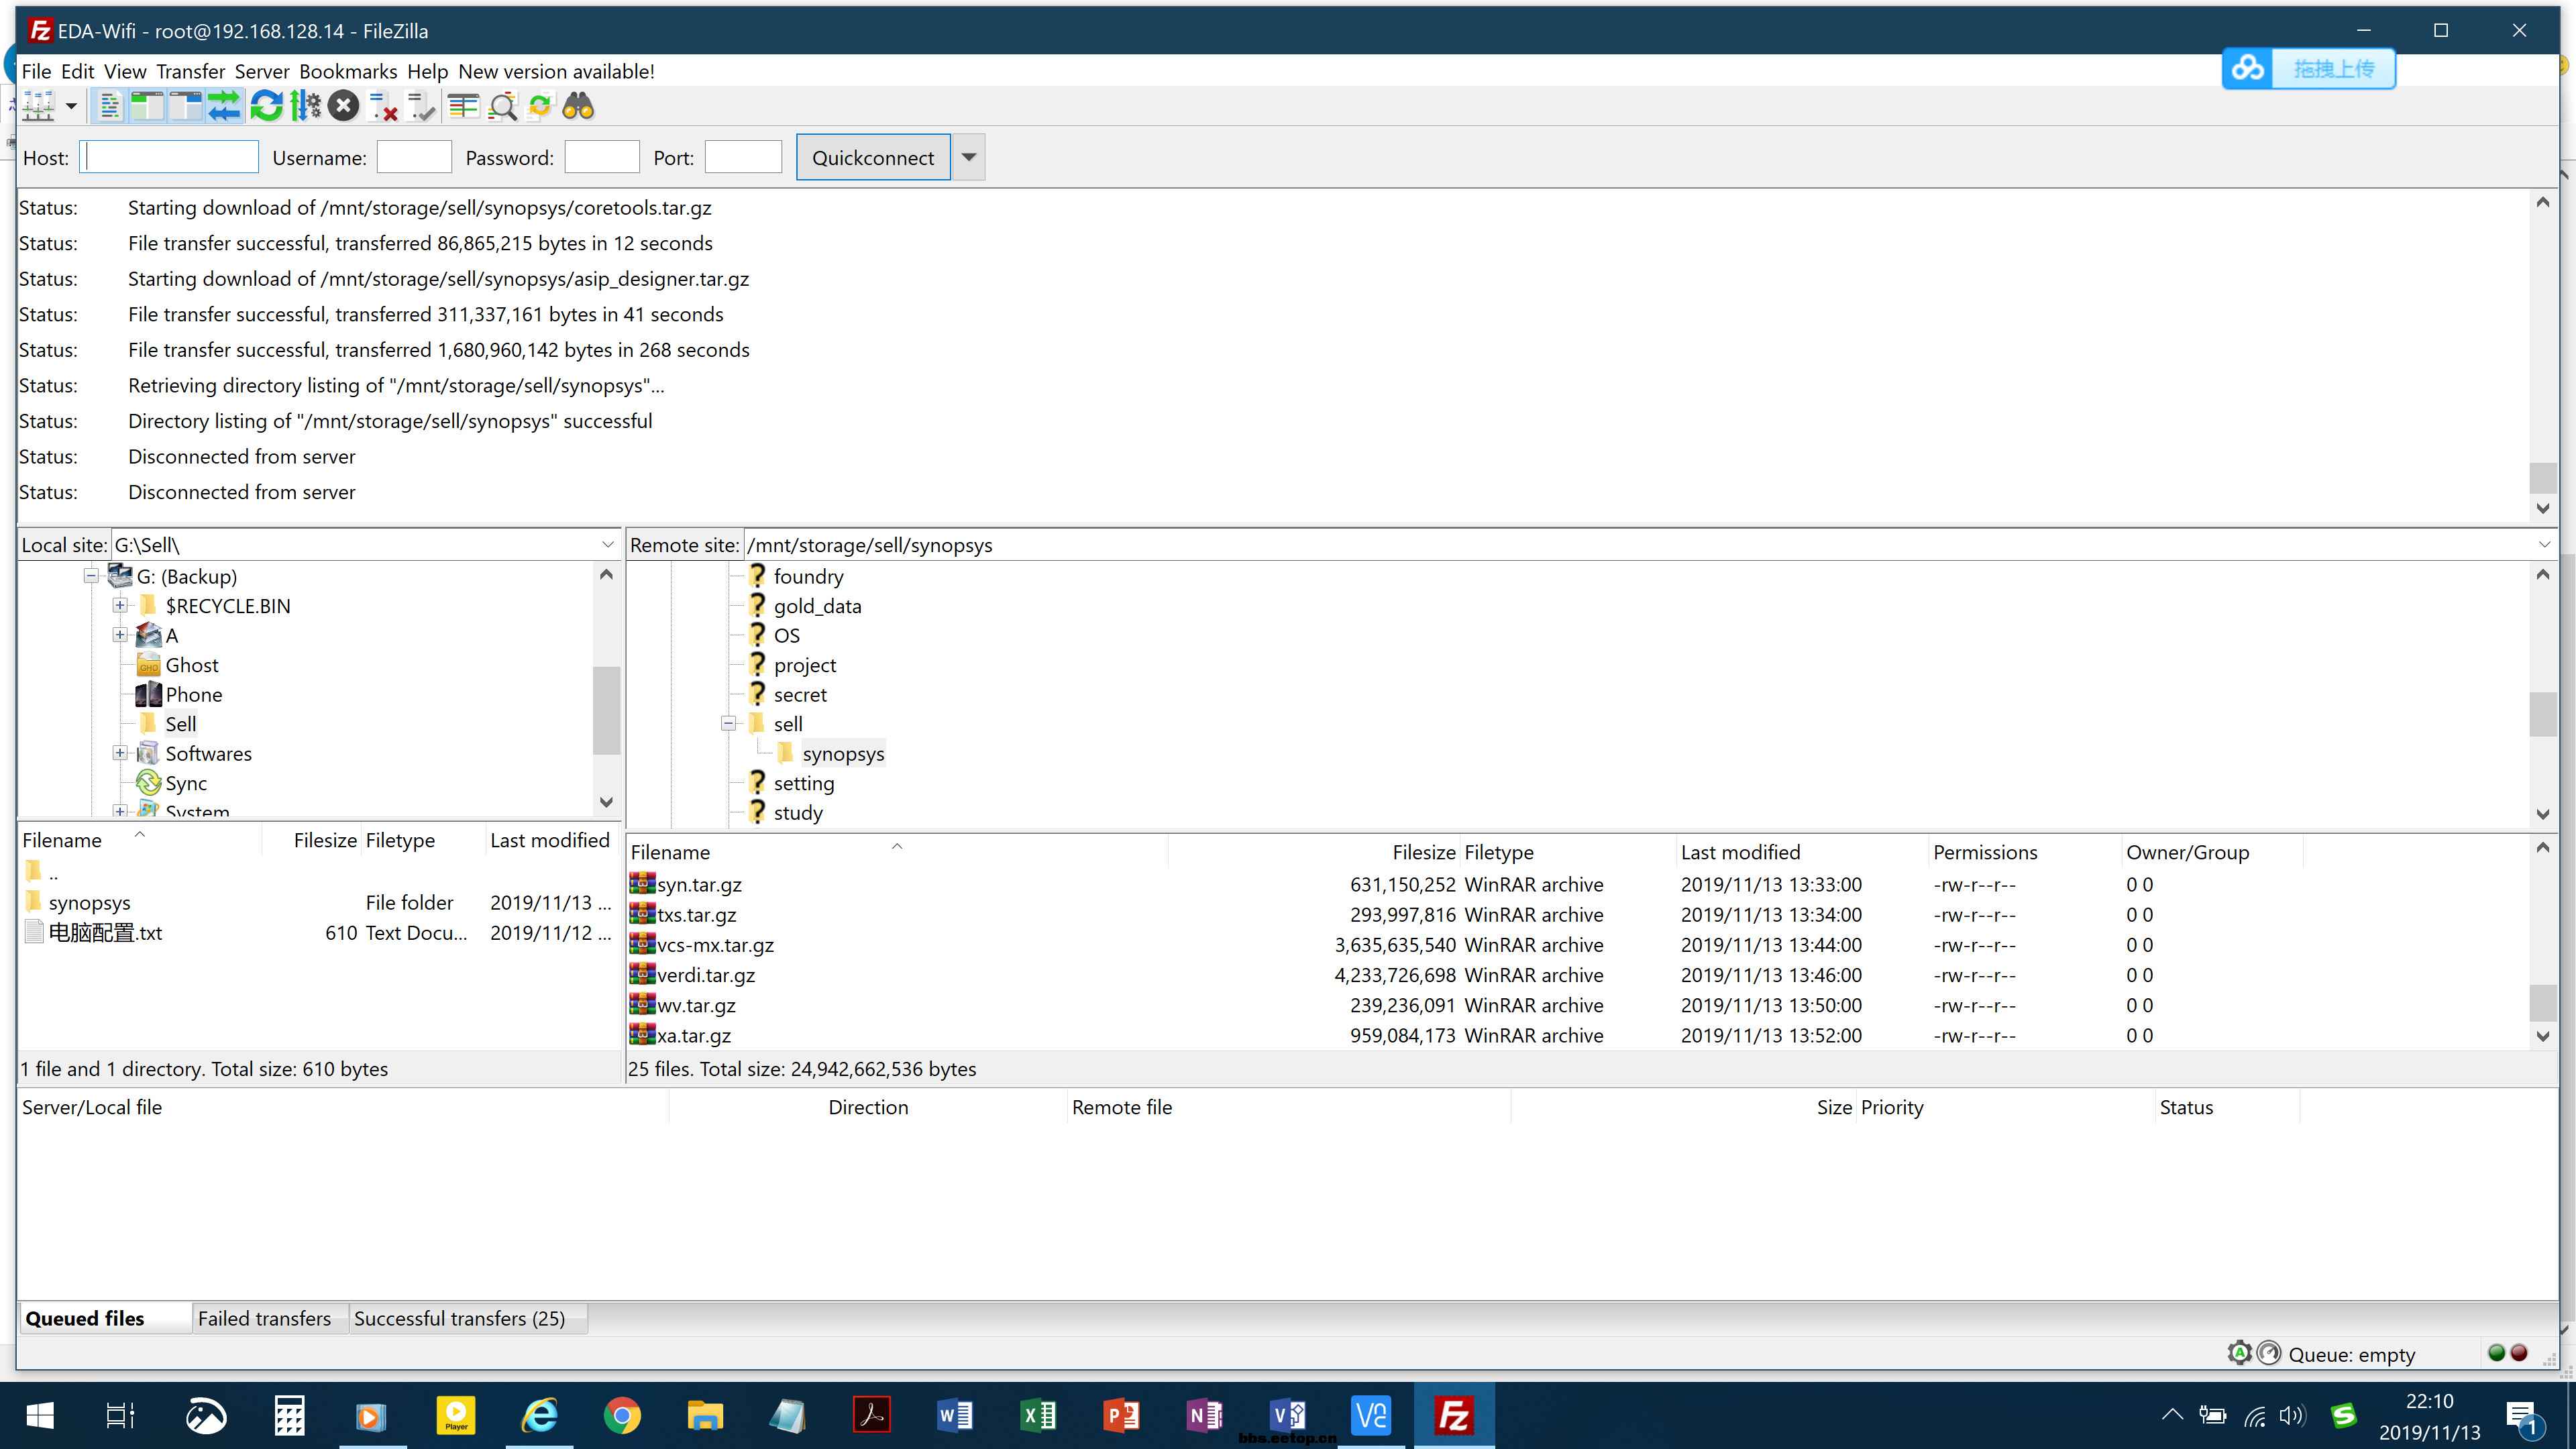 EDA-Wifi - root@192.168.128.14 - FileZilla
File Edit View Transfer Server Bookmarks Help New version available!
拖拽上传
Host: Username: Password: Port: Quickconnect
Status: Starting download of /mnt/storage/sell/synopsys/coretools.tar.gz
Status: File transfer successful, transferred 86,865,215 bytes in 12 seconds
Status: Starting download of /mnt/storage/sell/synopsys/asip_designer.tar.gz
Status: File transfer successful, transferred 311,337,161 bytes in 41 seconds
Status: File transfer successful, transferred 1,680,960,142 bytes in 268 seconds
Status: Retrieving directory listing of "/mnt/storage/sell/synopsys"...
Status: Directory listing of "/mnt/storage/sell/synopsys" successful
Status: Disconnected from server
Status: Disconnected from server
Local site: G:\Sell\
G: (Backup)
$RECYCLE.BIN
A
Ghost
Phone
Sell
Softwares
Sync
System
Remote site: /mnt/storage/sell/synopsys
foundry
gold_data
OS
project
secret
sell
synopsys
setting
study
Filename Filesize Filetype Last modified
..
synopsys File folder 2019/11/13 ...
电脑配置.txt 610 Text Docu... 2019/11/12 ...
1 file and 1 directory. Total size: 610 bytes
Filename Filesize Filetype Last modified Permissions Owner/Group
syn.tar.gz 631,150,252 WinRAR archive 2019/11/13 13:33:00 -rw-r--r-- 0 0
txs.tar.gz 293,997,816 WinRAR archive 2019/11/13 13:34:00 -rw-r--r-- 0 0
vcs-mx.tar.gz 3,635,635,540 WinRAR archive 2019/11/13 13:44:00 -rw-r--r-- 0 0
verdi.tar.gz 4,233,726,698 WinRAR archive 2019/11/13 13:46:00 -rw-r--r-- 0 0
wv.tar.gz 239,236,091 WinRAR archive 2019/11/13 13:50:00 -rw-r--r-- 0 0
xa.tar.gz 959,084,173 WinRAR archive 2019/11/13 13:52:00 -rw-r--r-- 0 0
25 files. Total size: 24,942,662,536 bytes
Server/Local file Direction Remote file Size Priority Status
Queued files Failed transfers Successful transfers (25)
Queue: empty
Player
bbs.eetop.cn
22:10
2019/11/13
1